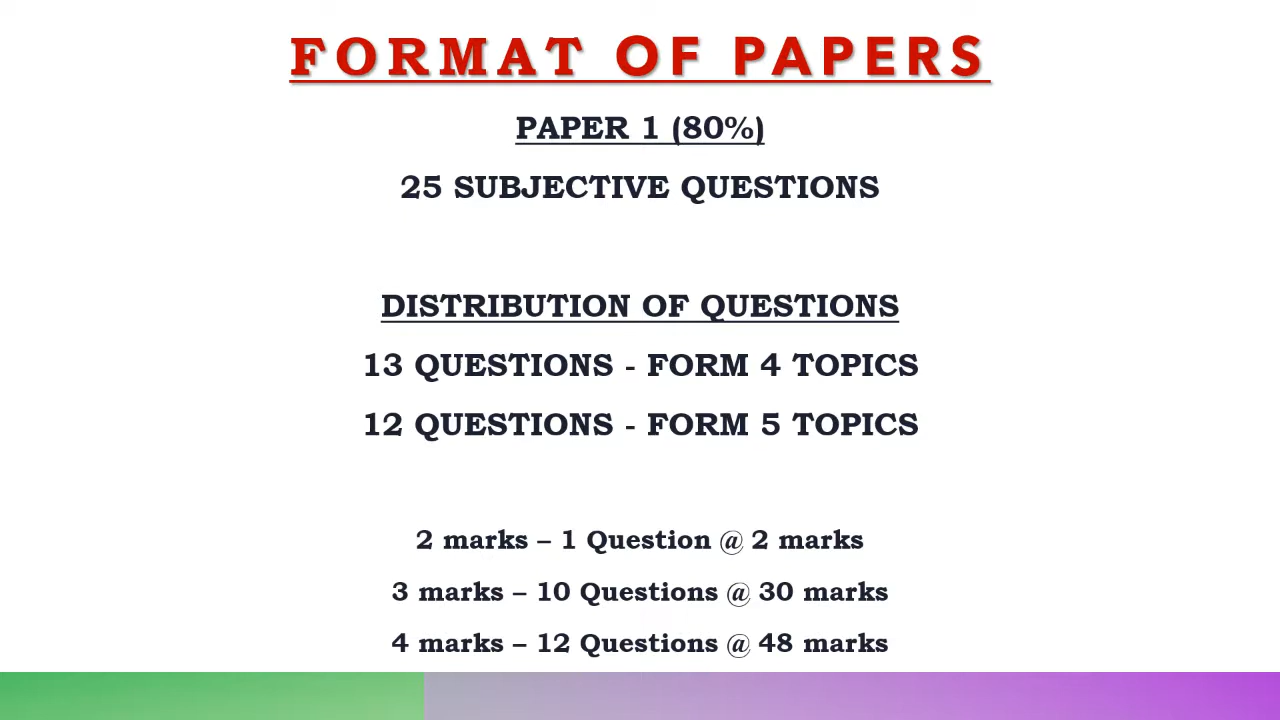 FORMAT OF PAPERS
PAPER 1 (80%)
25 SUBJECTIVE QUESTIONS
DISTRIBUTION OF QUESTIONS
13 QUESTIONS - FORM 4 TOPICS
12 QUESTIONS - FORM 5 TOPICS
2 marks – 1 Question @ 2 marks
3 marks – 10 Questions @ 30 marks
4 marks – 12 Questions @ 48 marks